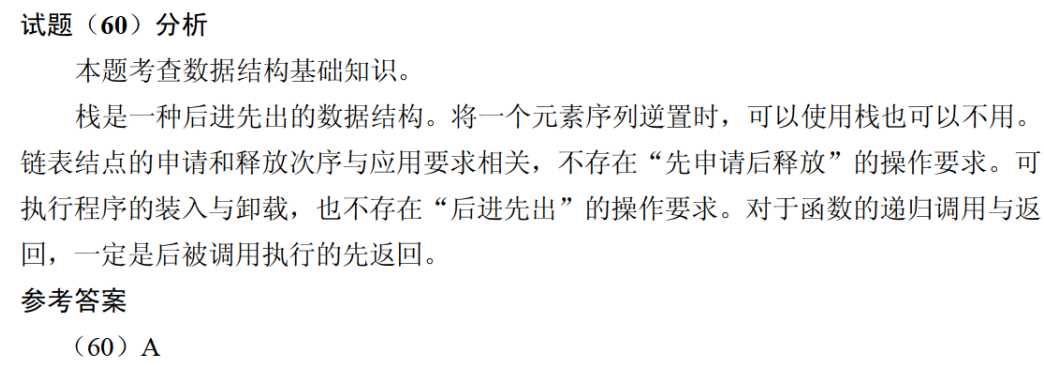 试题（60）分析
本题考查数据结构基础知识。
栈是一种后进先出的数据结构。将一个元素序列逆置时，可以使用栈也可以不用。
链表结点的申请和释放次序与应用要求相关，不存在“先申请后释放”的操作要求。可
执行程序的装入与卸载，也不存在“后进先出”的操作要求。对于函数的递归调用与返
回，一定是后被调用执行的先返回。
参考答案
（60）A